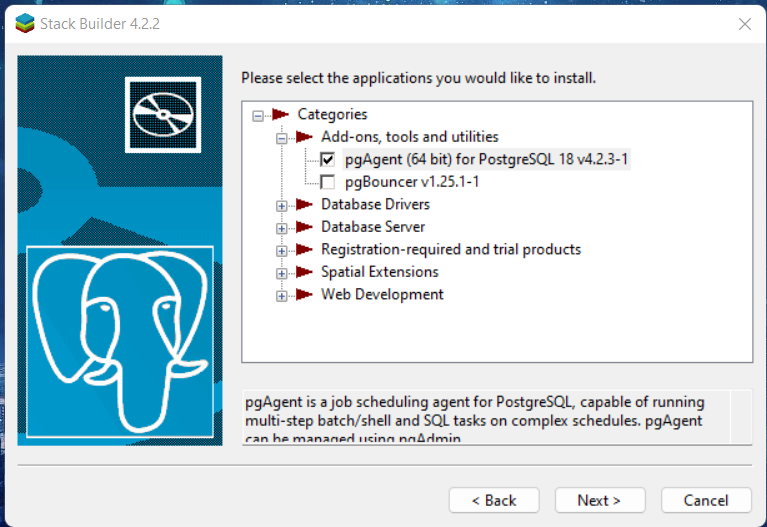 Stack Builder 4.2.2
Please select the applications you would like to install.
Categories
Add-ons, tools and utilities
pgAgent (64 bit) for PostgreSQL 18 v4.2.3-1
pgBouncer v1.25.1-1
Database Drivers
Database Server
Registration-required and trial products
Spatial Extensions
Web Development
pgAgent is a job scheduling agent for PostgreSQL, capable of running
multi-step batch/shell and SQL tasks on complex schedules. pgAgent
can be managed using pgAdmin
< Back
Next >
Cancel